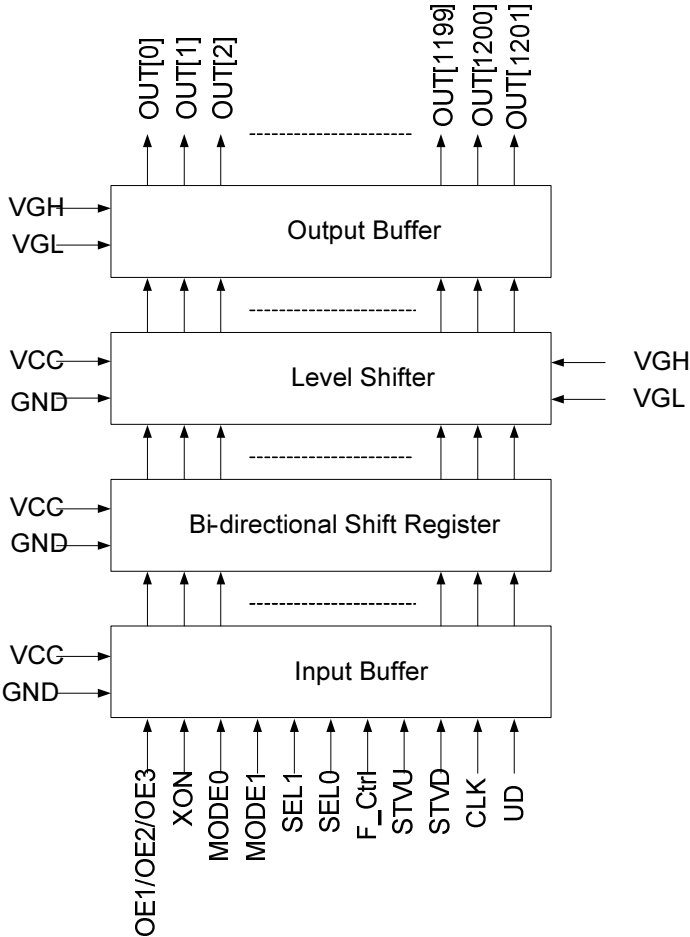 OUT[0]
OUT[1]
OUT[2]
OUT[1199]
OUT[1200]
OUT[1201]
VGH
VGL
Output Buffer
VCC
GND
Level Shifter
VGH
VGL
VCC
GND
Bi-directional Shift Register
VCC
GND
Input Buffer
OE1/OE2/OE3
XON
MODE0
MODE1
SEL1
SEL0
F_Ctrl
STVU
STVD
CLK
UD